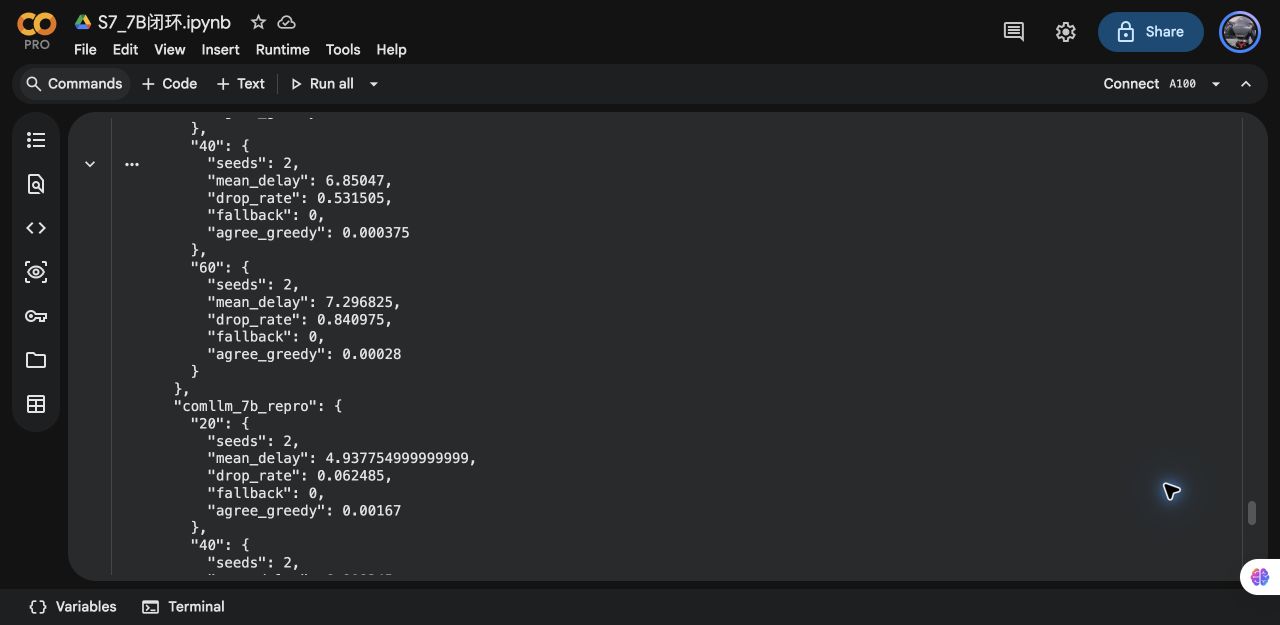 S7_7B闭环.ipynb
PRO
File Edit View Insert Runtime Tools Help
Share
Commands + Code + Text Run all
Connect A100
},
"40": {
"seeds": 2,
"mean_delay": 6.85047,
"drop_rate": 0.531505,
"fallback": 0,
"agree_greedy": 0.000375
},
"60": {
"seeds": 2,
"mean_delay": 7.296825,
"drop_rate": 0.840975,
"fallback": 0,
"agree_greedy": 0.00028
}
},
"comllm_7b_repro": {
"20": {
"seeds": 2,
"mean_delay": 4.937754999999999,
"drop_rate": 0.062485,
"fallback": 0,
"agree_greedy": 0.00167
},
"40": {
"seeds": 2,
{} Variables Terminal